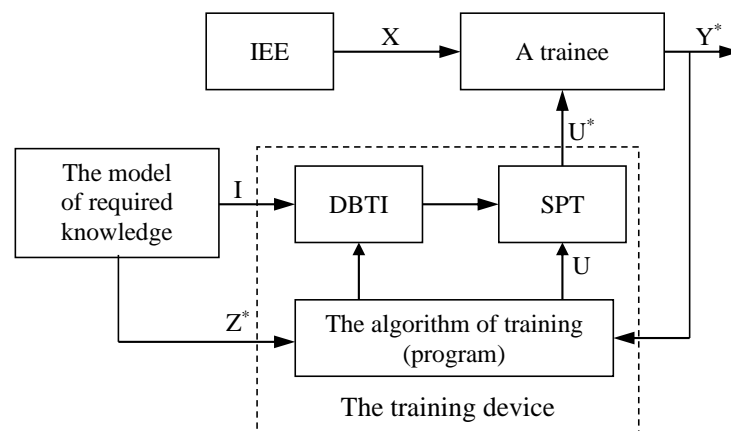 IEE
X
A trainee
Y*
U*
The model
of required
knowledge
I
DBTI
SPT
U
Z*
The algorithm of training
(program)
The training device